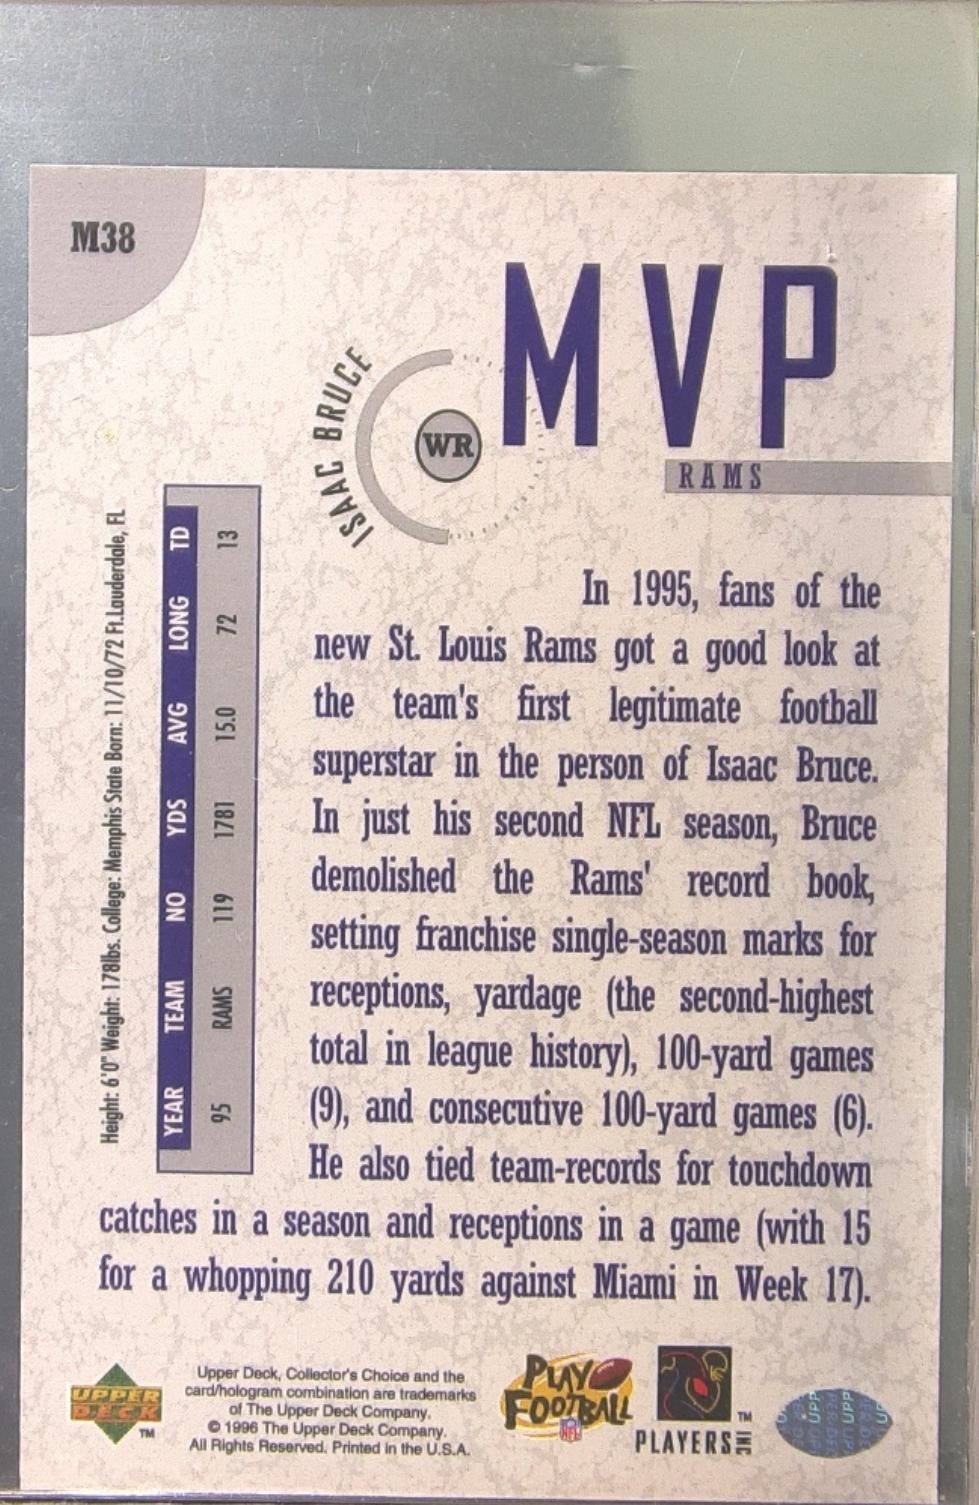 M38
MVP
RAMS
ISAAC BRUCE
WR
Height: 6'0" Weight: 178lbs. College: Memphis State Born: 11/10/72 Ft.Lauderdale, FL
YEAR TEAM NO YDS AVG LONG TD
95 RAMS 119 1781 15.0 72 13
In 1995, fans of the
new St. Louis Rams got a good look at
the team's first legitimate football
superstar in the person of Isaac Bruce.
In just his second NFL season, Bruce
demolished the Rams' record book,
setting franchise single-season marks for
receptions, yardage (the second-highest
total in league history), 100-yard games
(9), and consecutive 100-yard games (6).
He also tied team-records for touchdown
catches in a season and receptions in a game (with 15
for a whopping 210 yards against Miami in Week 17).
UPPER
DECK
TM
Upper Deck, Collector's Choice and the
card/hologram combination are trademarks
of The Upper Deck Company.
© 1996 The Upper Deck Company.
All Rights Reserved. Printed in the U.S.A.
PLAY
FOOTBALL
NFL
PLAYERS INC
TM